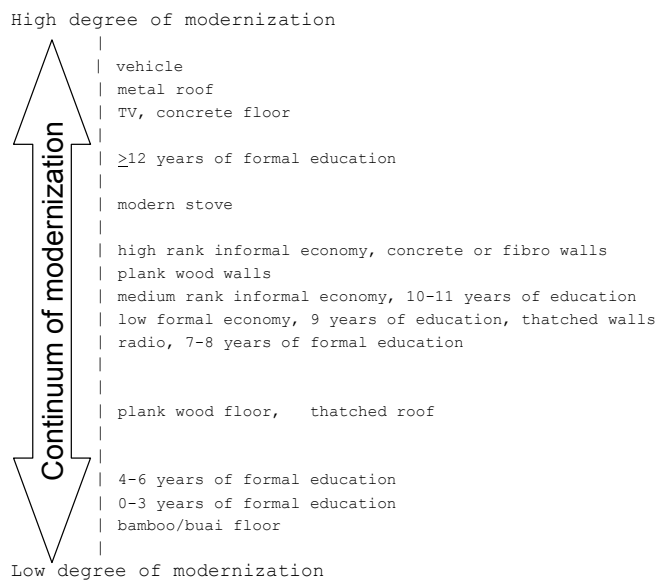 High degree of modernization
vehicle
metal roof
TV, concrete floor
>12 years of formal education
modern stove
high rank informal economy, concrete or fibro walls
plank wood walls
medium rank informal economy, 10-11 years of education
low formal economy, 9 years of education, thatched walls
radio, 7-8 years of formal education
plank wood floor, thatched roof
4-6 years of formal education
0-3 years of formal education
bamboo/buai floor
Low degree of modernization
Continuum of modernization